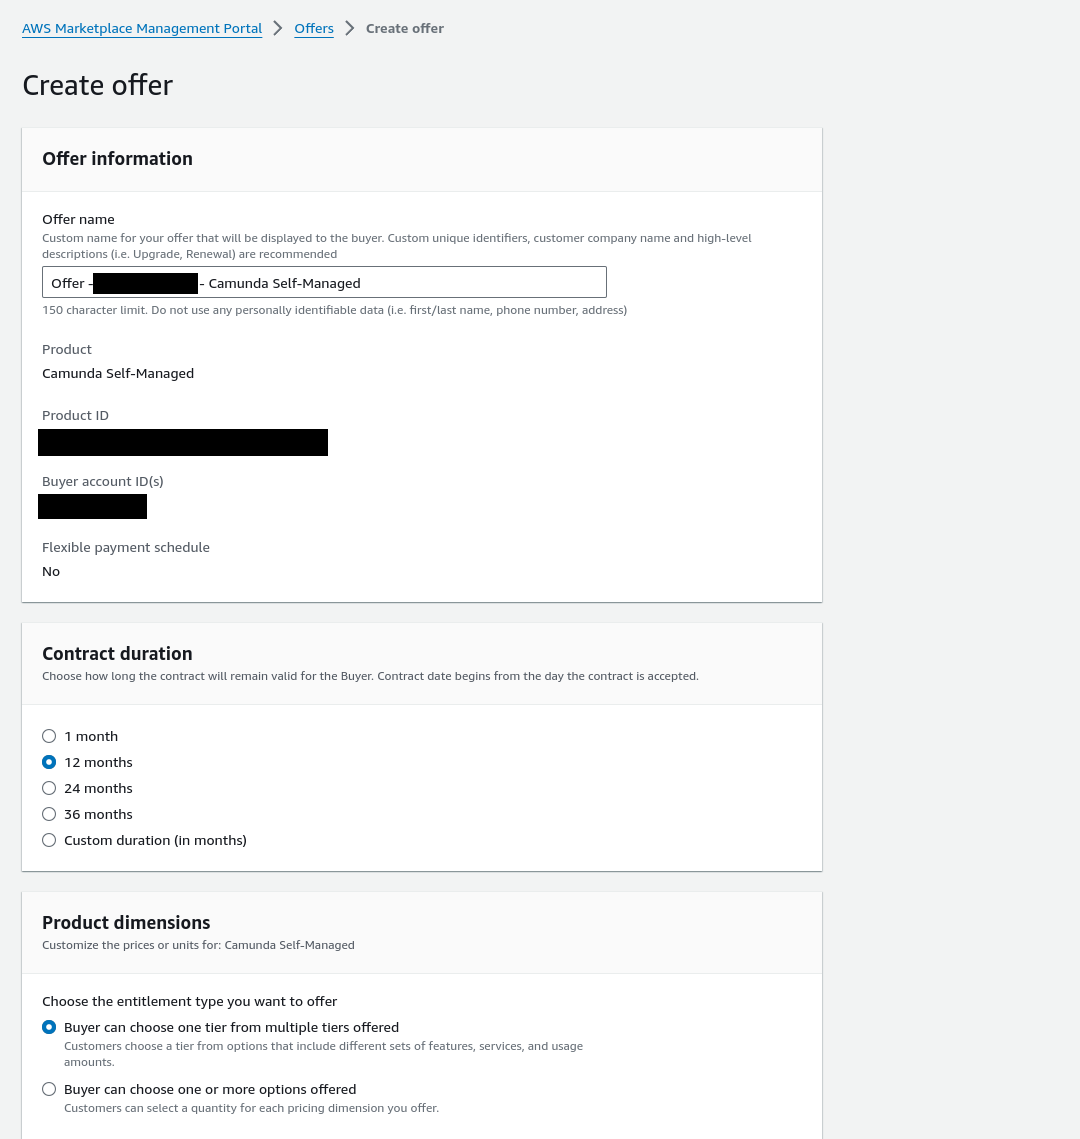 AWS Marketplace Management Portal > Offers > Create offer
Create offer
Offer information
Offer name
Custom name for your offer that will be displayed to the buyer. Custom unique identifiers, customer company name and high-level
descriptions (i.e. Upgrade, Renewal) are recommended
Offer - - Camunda Self-Managed
150 character limit. Do not use any personally identifiable data (i.e. first/last name, phone number, address)
Product
Camunda Self-Managed
Product ID
Buyer account ID(s)
Flexible payment schedule
No
Contract duration
Choose how long the contract will remain valid for the Buyer. Contract date begins from the day the contract is accepted.
1 month
12 months
24 months
36 months
Custom duration (in months)
Product dimensions
Customize the prices or units for: Camunda Self-Managed
Choose the entitlement type you want to offer
Buyer can choose one tier from multiple tiers offered
Customers choose a tier from options that include different sets of features, services, and usage
amounts.
Buyer can choose one or more options offered
Customers can select a quantity for each pricing dimension you offer.